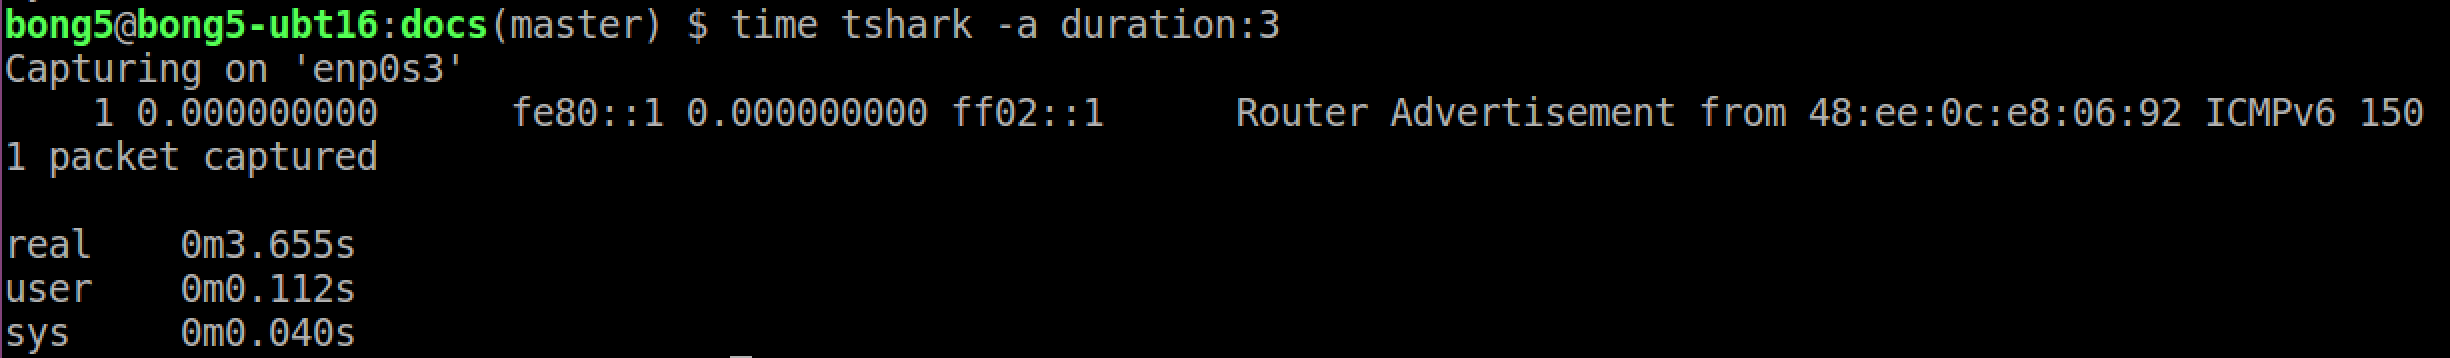 bong5@bong5-ubt16:docs(master) $ time tshark -a duration:3
Capturing on 'enp0s3'
    1 0.000000000      fe80::1 0.000000000 ff02::1      Router Advertisement from 48:ee:0c:e8:06:92 ICMPv6 150
1 packet captured

real    0m3.655s
user    0m0.112s
sys     0m0.040s